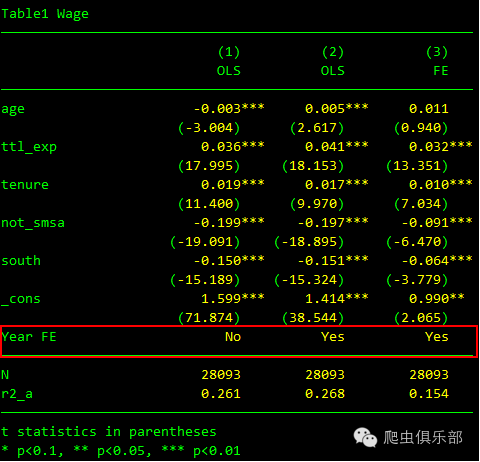 Table1 Wage
(1) (2) (3)
OLS OLS FE
age -0.003*** 0.005*** 0.011
(-3.004) (2.617) (0.940)
ttl_exp 0.036*** 0.041*** 0.032***
(17.995) (18.153) (13.351)
tenure 0.019*** 0.017*** 0.010***
(11.400) (9.970) (7.034)
not_smsa -0.199*** -0.197*** -0.091***
(-19.091) (-18.895) (-6.470)
south -0.150*** -0.151*** -0.064***
(-15.189) (-15.324) (-3.779)
_cons 1.599*** 1.414*** 0.990**
(71.874) (38.544) (2.065)
Year FE No Yes Yes
N 28093 28093 28093
r2_a 0.261 0.268 0.154
t statistics in parentheses
* p<0.1, ** p<0.05, *** p<0.01
爬虫俱乐部